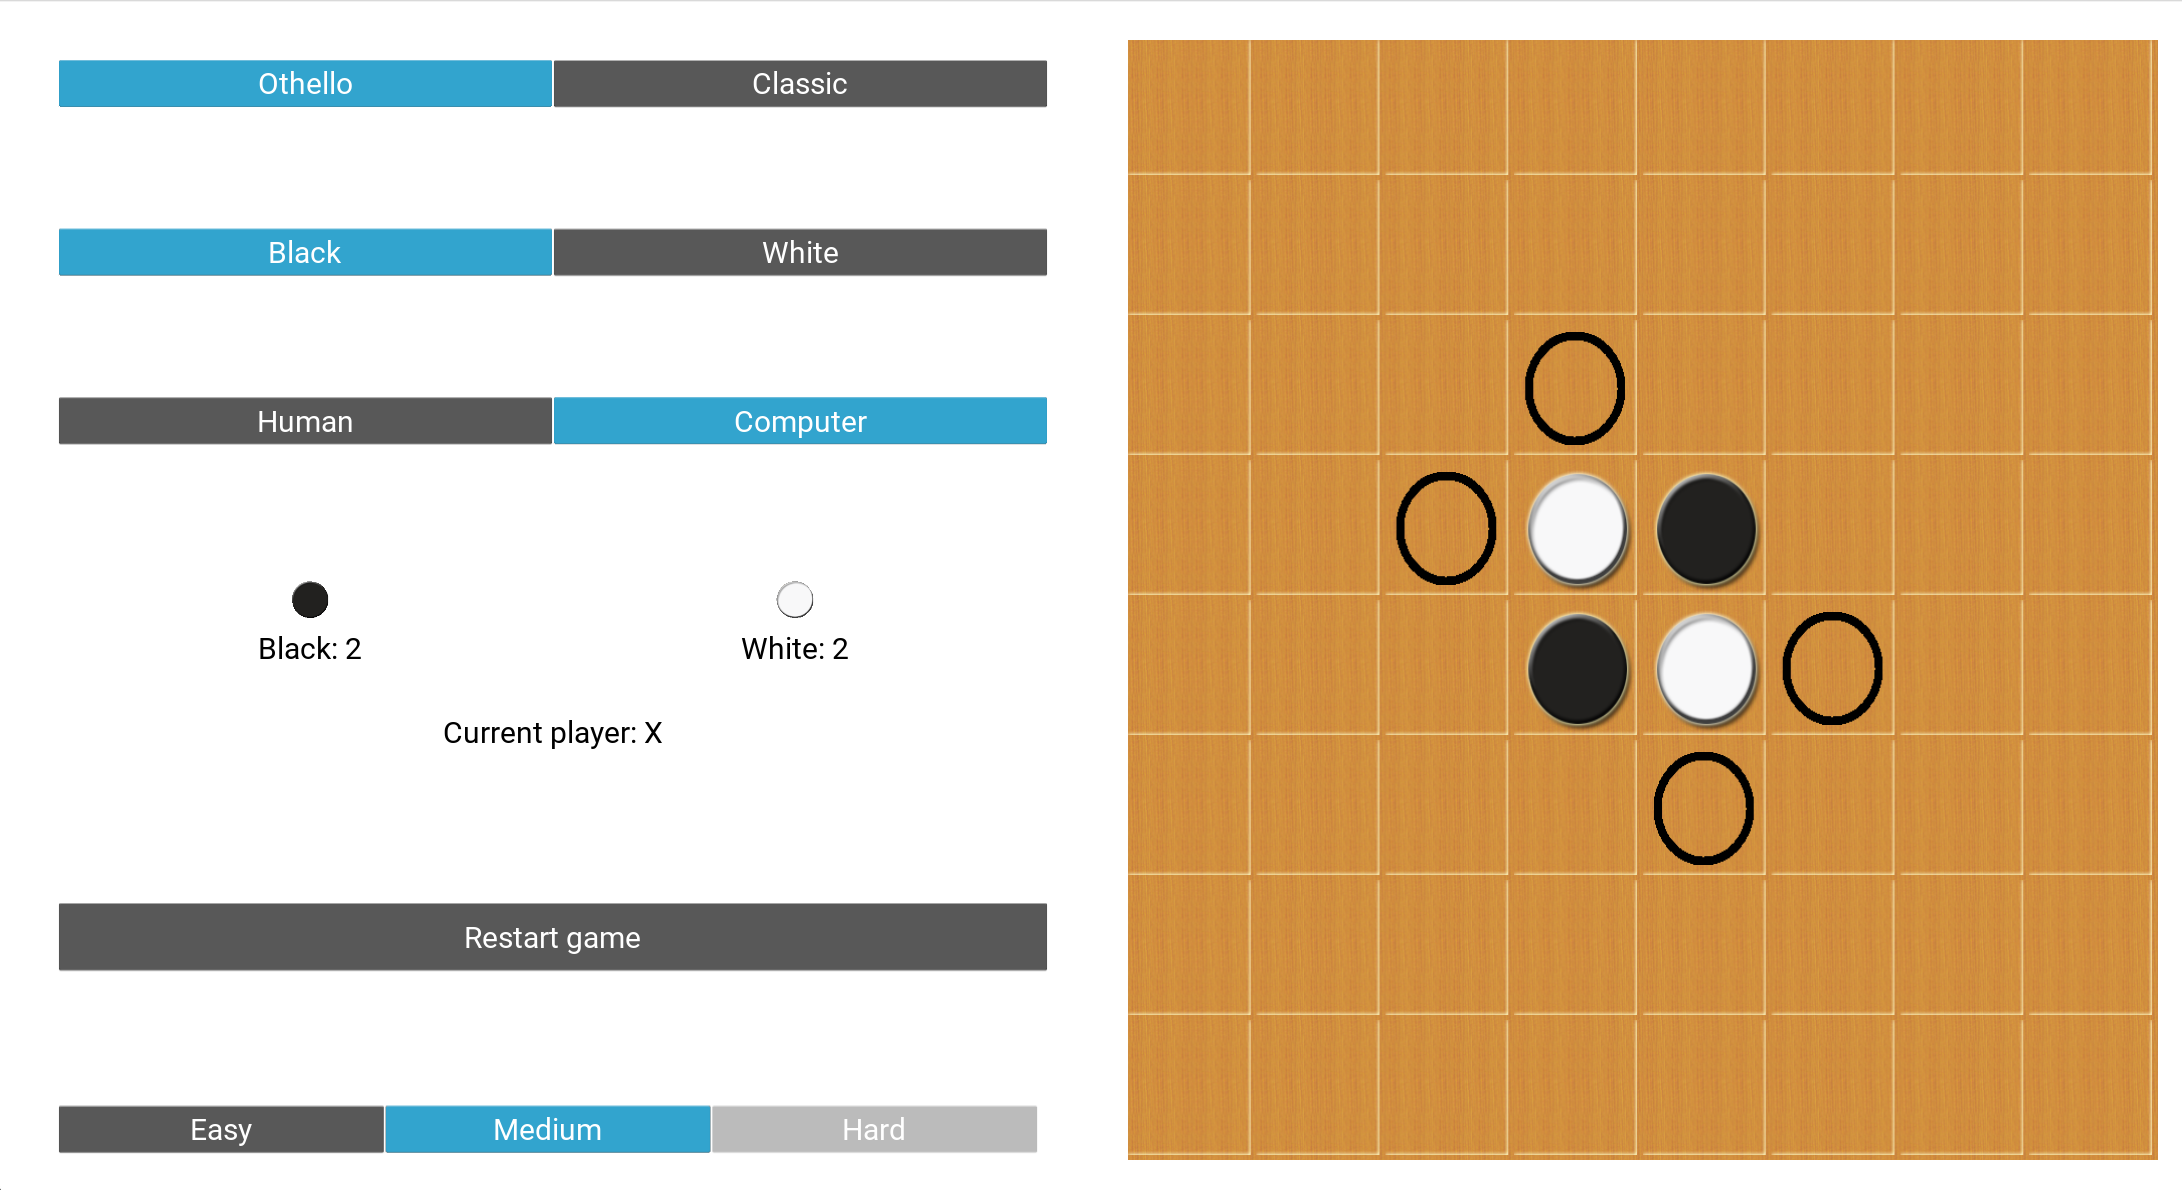 Othello Classic
Black White
Human Computer
Black: 2 White: 2
Current player: X
Restart game
Easy Medium Hard